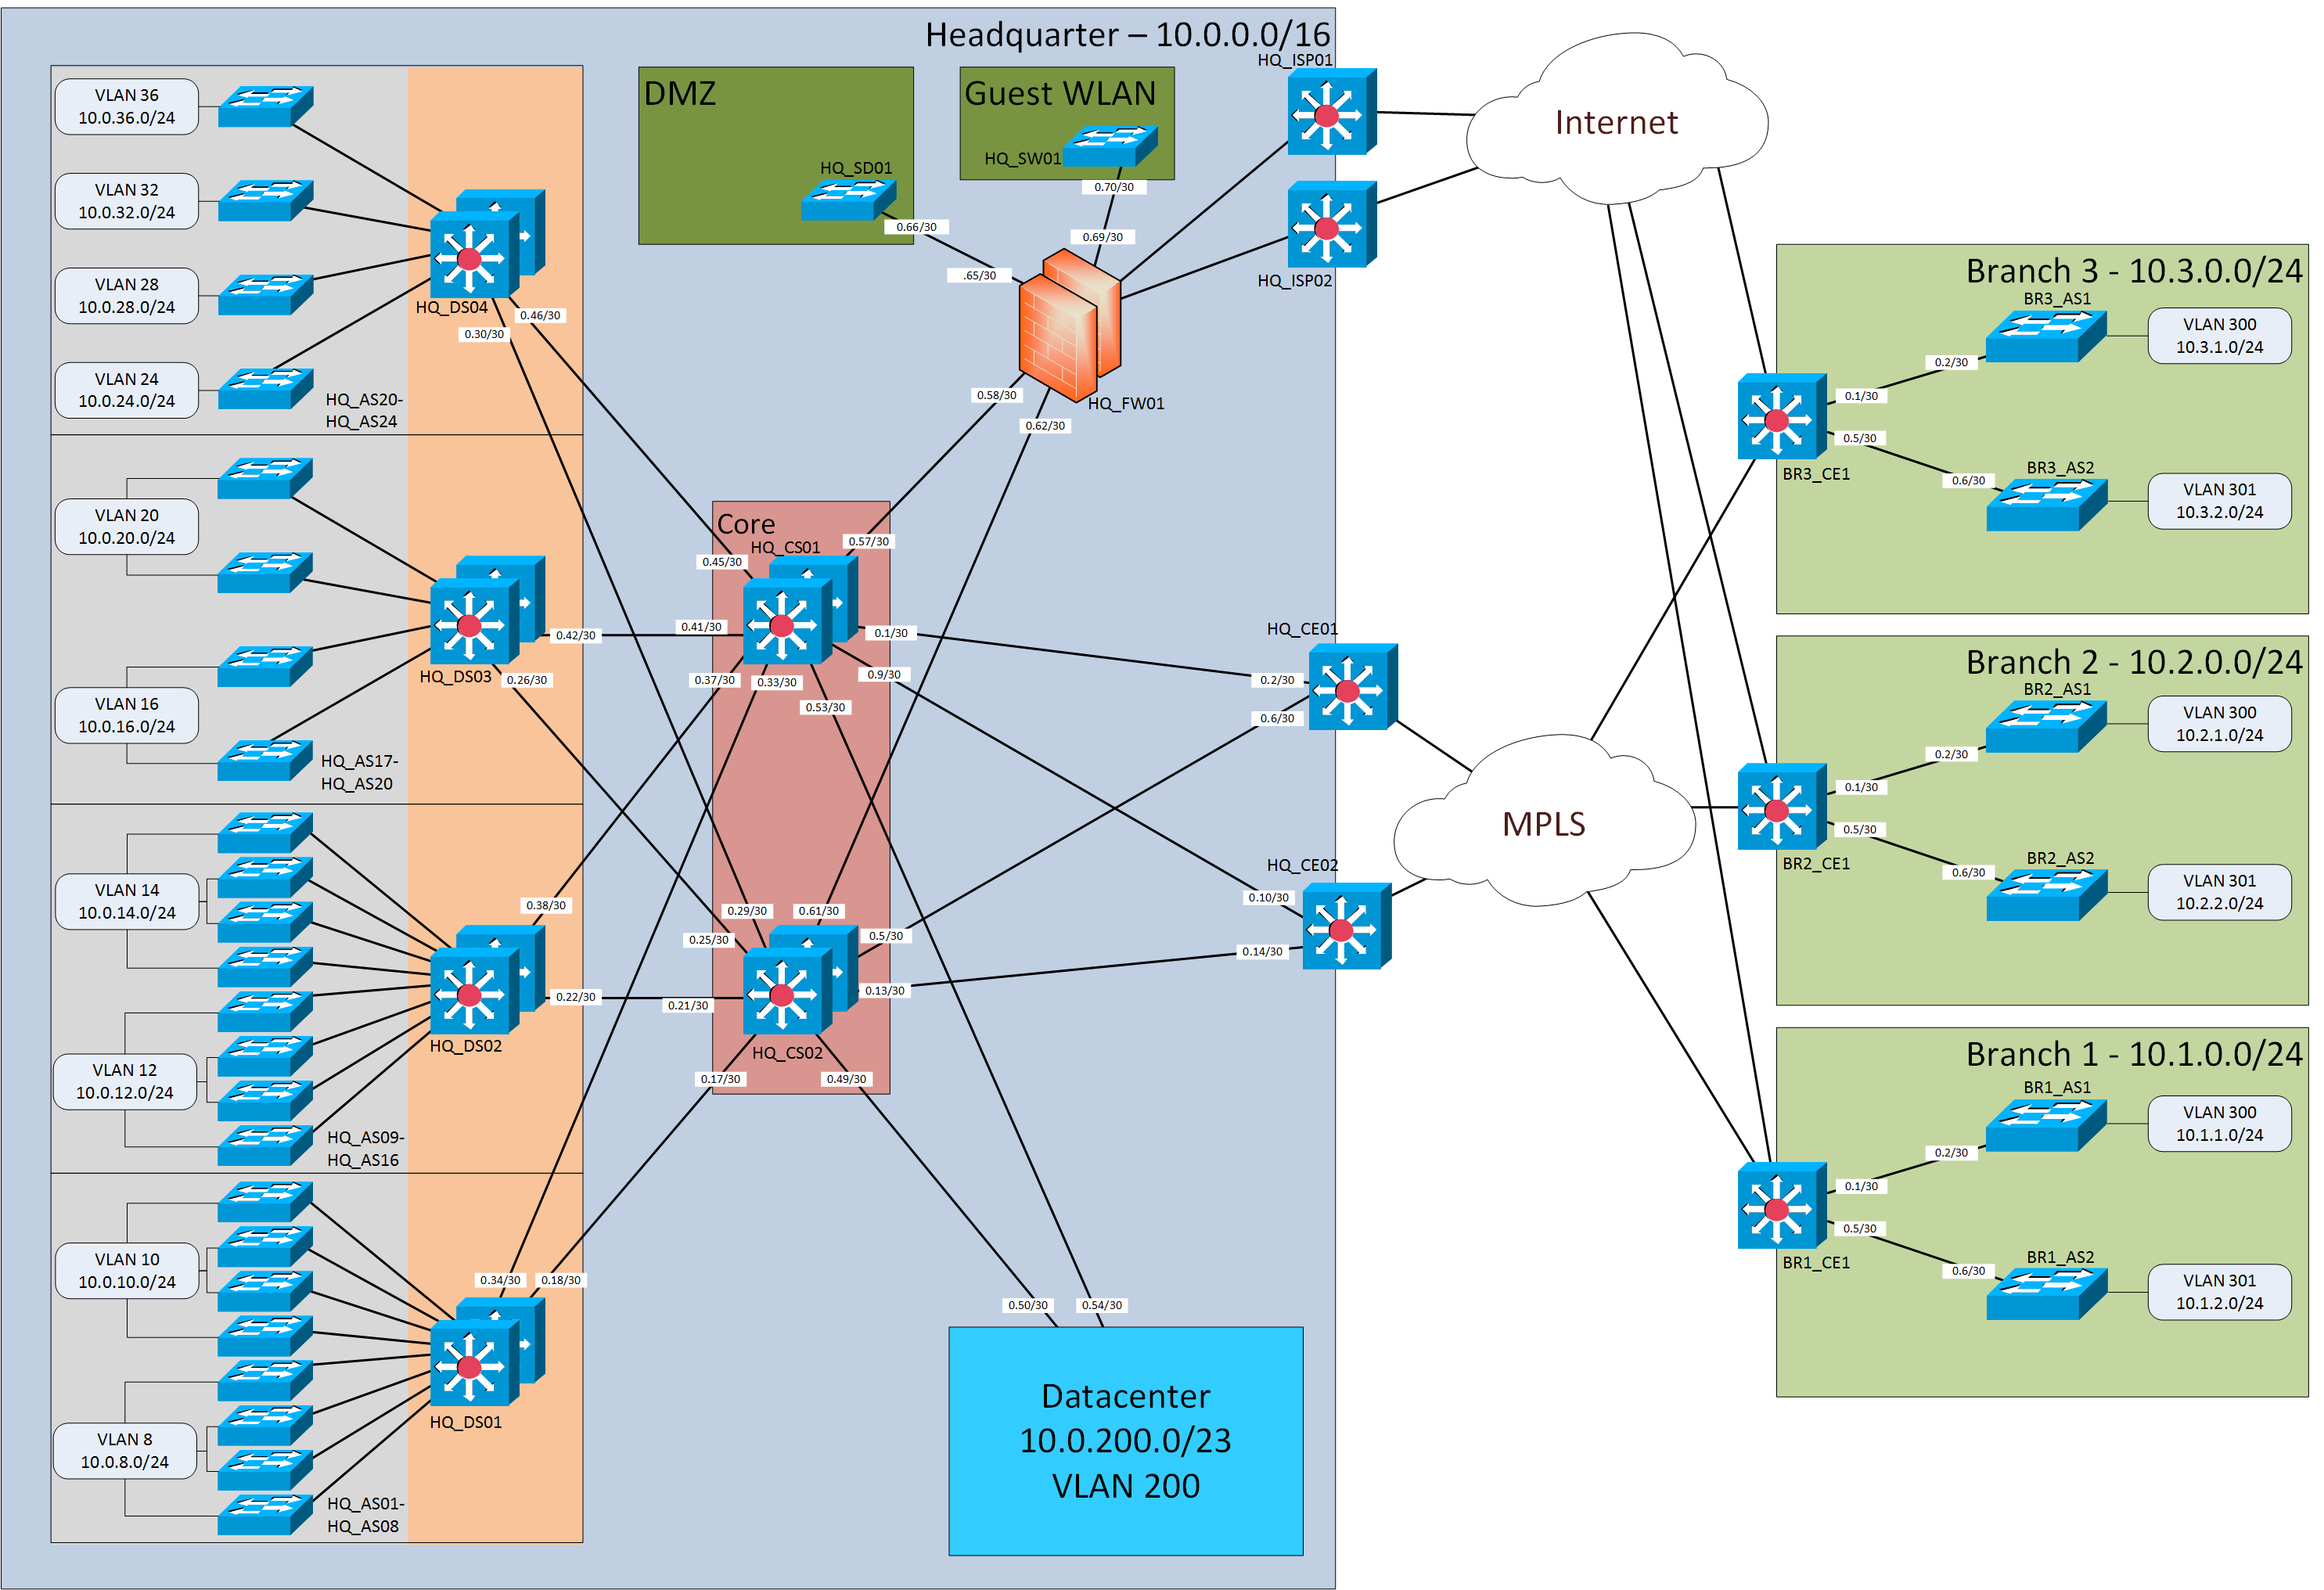 Headquarter – 10.0.0.0/16
VLAN 36
10.0.36.0/24
VLAN 32
10.0.32.0/24
VLAN 28
10.0.28.0/24
VLAN 24
10.0.24.0/24
HQ_AS20-
HQ_AS24
HQ_DS04
0.46/30
0.30/30
VLAN 20
10.0.20.0/24
VLAN 16
10.0.16.0/24
HQ_AS17-
HQ_AS20
HQ_DS03
0.42/30
0.26/30
VLAN 14
10.0.14.0/24
VLAN 12
10.0.12.0/24
HQ_AS09-
HQ_AS16
HQ_DS02
0.38/30
0.22/30
VLAN 10
10.0.10.0/24
VLAN 8
10.0.8.0/24
HQ_AS01-
HQ_AS08
HQ_DS01
0.34/30
0.18/30
DMZ
HQ_SD01
0.66/30
.65/30
Guest WLAN
HQ_SW01
0.70/30
0.69/30
HQ_FW01
0.58/30
0.62/30
HQ_ISP01
HQ_ISP02
Core
HQ_CS01
0.57/30
0.45/30
0.41/30
0.37/30
0.33/30
0.53/30
0.1/30
0.9/30
0.29/30
0.61/30
0.25/30
0.5/30
0.21/30
0.13/30
HQ_CS02
0.17/30
0.49/30
HQ_CE01
0.2/30
0.6/30
HQ_CE02
0.10/30
0.14/30
0.50/30
0.54/30
Datacenter
10.0.200.0/23
VLAN 200
Internet
MPLS
Branch 3 - 10.3.0.0/24
BR3_AS1
VLAN 300
10.3.1.0/24
0.2/30
0.1/30
0.5/30
0.6/30
BR3_CE1
BR3_AS2
VLAN 301
10.3.2.0/24
Branch 2 - 10.2.0.0/24
BR2_AS1
VLAN 300
10.2.1.0/24
0.2/30
0.1/30
0.5/30
0.6/30
BR2_CE1
BR2_AS2
VLAN 301
10.2.2.0/24
Branch 1 - 10.1.0.0/24
BR1_AS1
VLAN 300
10.1.1.0/24
0.2/30
0.1/30
0.5/30
0.6/30
BR1_CE1
BR1_AS2
VLAN 301
10.1.2.0/24